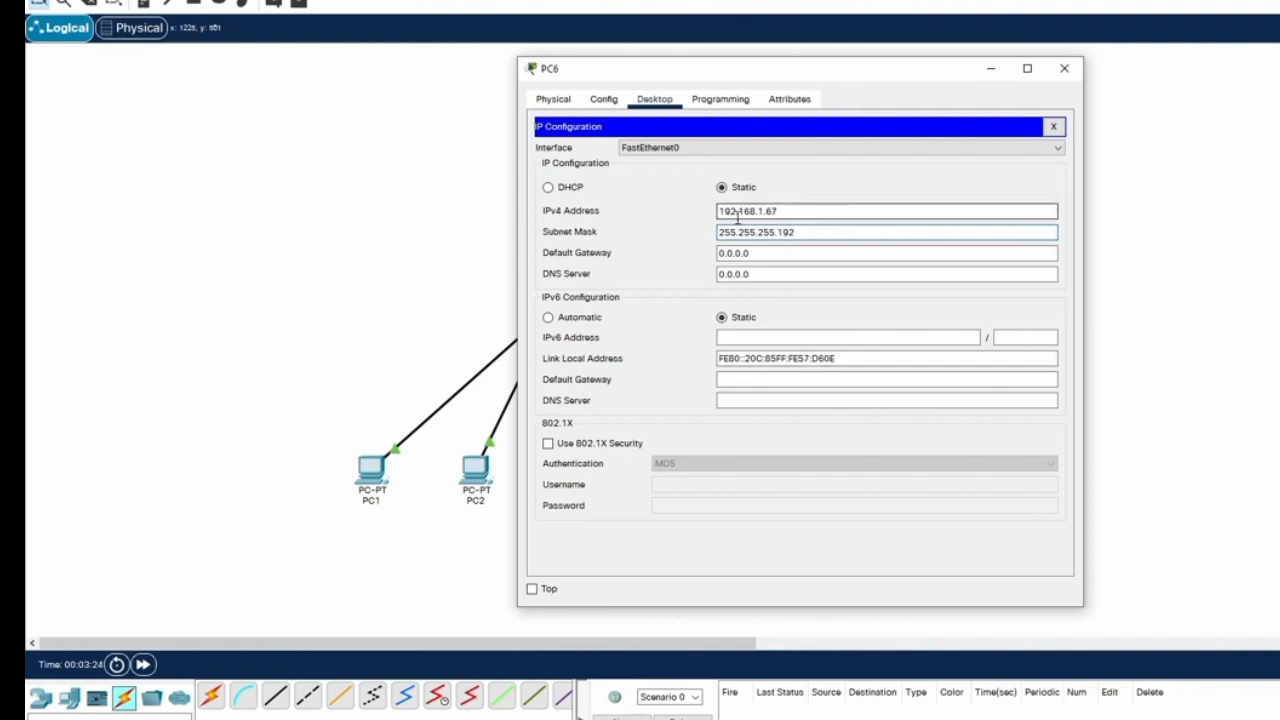 Logical Physical x: 1225, y: 501
PC6
Physical Config Desktop Programming Attributes
IP Configuration X
Interface FastEthernet0
IP Configuration
DHCP Static
IPv4 Address 192.168.1.67
Subnet Mask 255.255.255.192
Default Gateway 0.0.0.0
DNS Server 0.0.0.0
IPv6 Configuration
Automatic Static
IPv6 Address /
Link Local Address FE80::20C:85FF:FE57:D60E
Default Gateway
DNS Server
802.1X
Use 802.1X Security
Authentication MD5
Username
Password
PC-PT PC-PT
PC1 PC2
Top
Time: 00:03:24
Scenario 0 Fire Last Status Source Destination Type Color Time(sec) Periodic Num Edit Delete